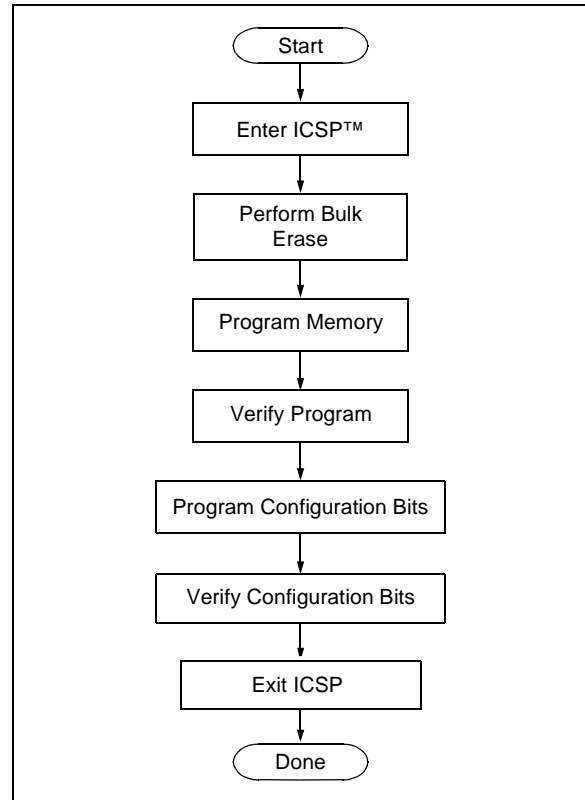 Start
Enter ICSP™
Perform Bulk
Erase
Program Memory
Verify Program
Program Configuration Bits
Verify Configuration Bits
Exit ICSP
Done